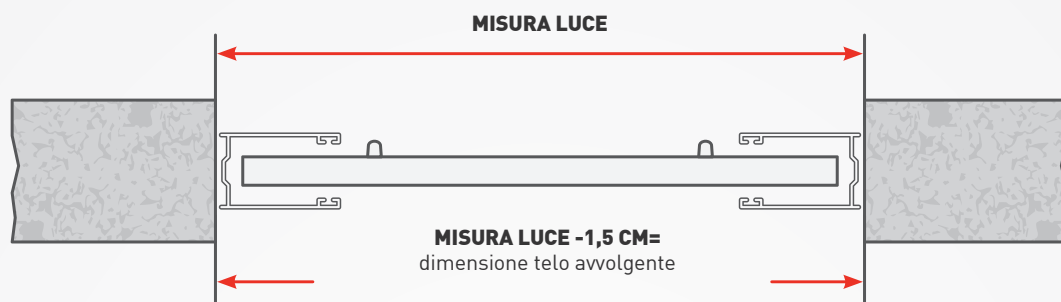 MISURA LUCE
MISURA LUCE -1,5 CM=
dimensione telo avvolgente